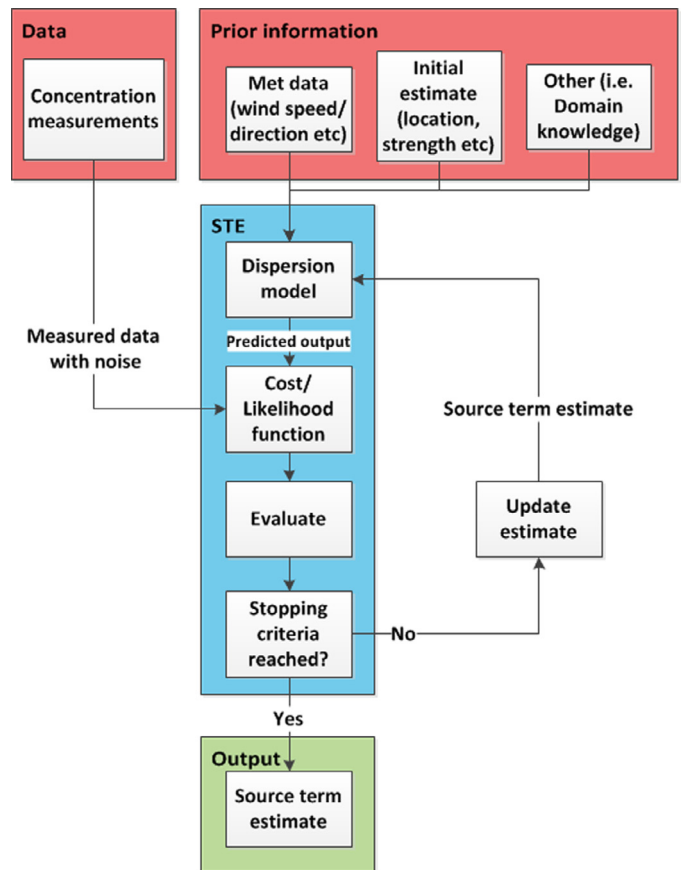 Data
Concentration
measurements
Prior information
Met data
(wind speed/
direction etc)
Initial
estimate
(location,
strength etc)
Other (i.e.
Domain
knowledge)
STE
Dispersion
model
Predicted output
Measured data
with noise
Cost/
Likelihood
function
Source term estimate
Evaluate
Update
estimate
Stopping
criteria
reached?
No
Yes
Output
Source term
estimate